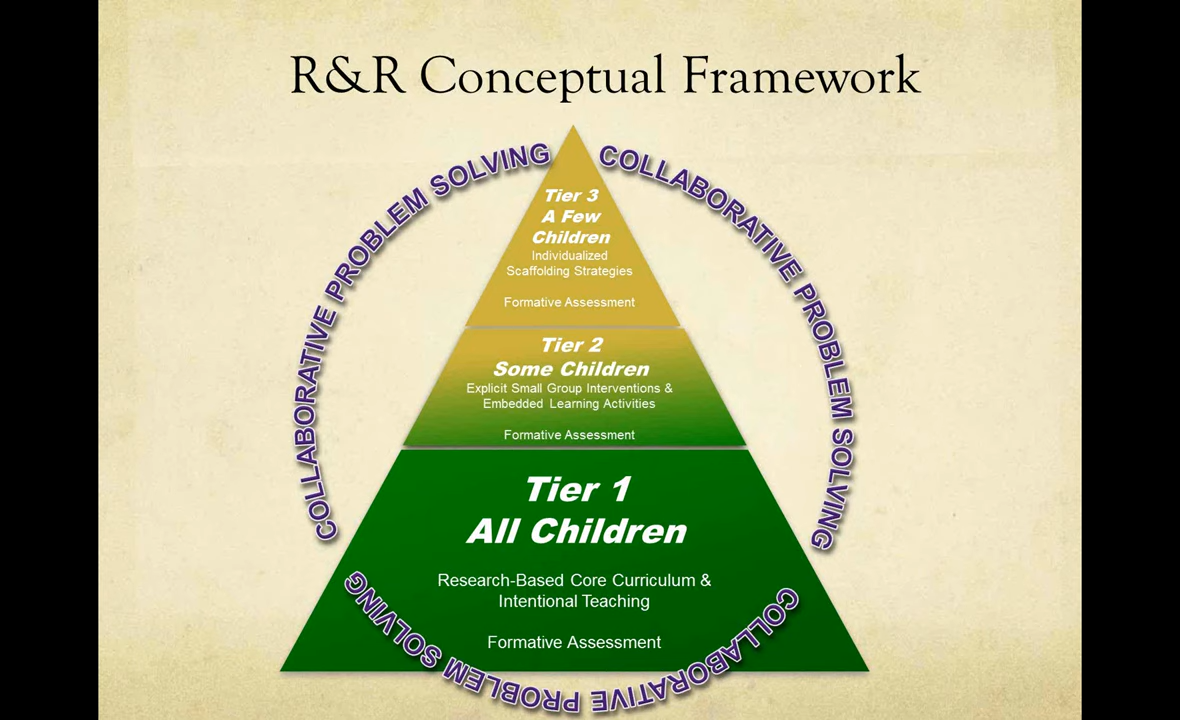 R&R Conceptual Framework
COLLABORATIVE PROBLEM SOLVING
COLLABORATIVE PROBLEM SOLVING
Tier 3
A Few
Children
Individualized
Scaffolding Strategies
Formative Assessment
Tier 2
Some Children
Explicit Small Group Interventions &
Embedded Learning Activities
Formative Assessment
Tier 1
All Children
Research-Based Core Curriculum &
Intentional Teaching
Formative Assessment
COLLABORATIVE PROBLEM SOLVING